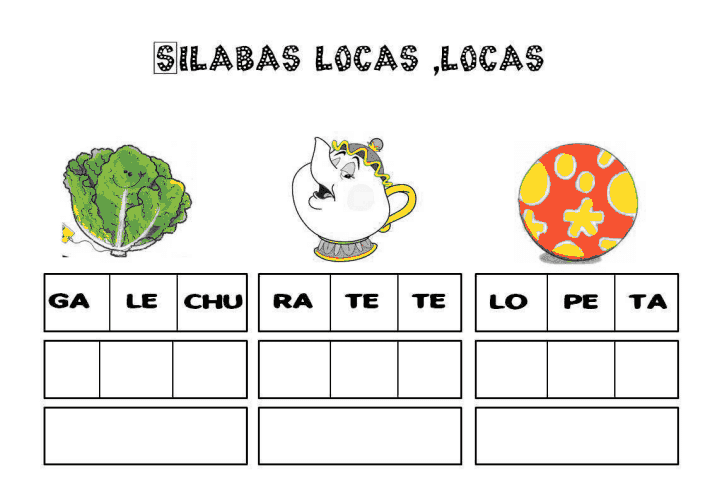 SILABAS LOCAS ,LOCAS
GA LE CHU RA TE TE LO PE TA